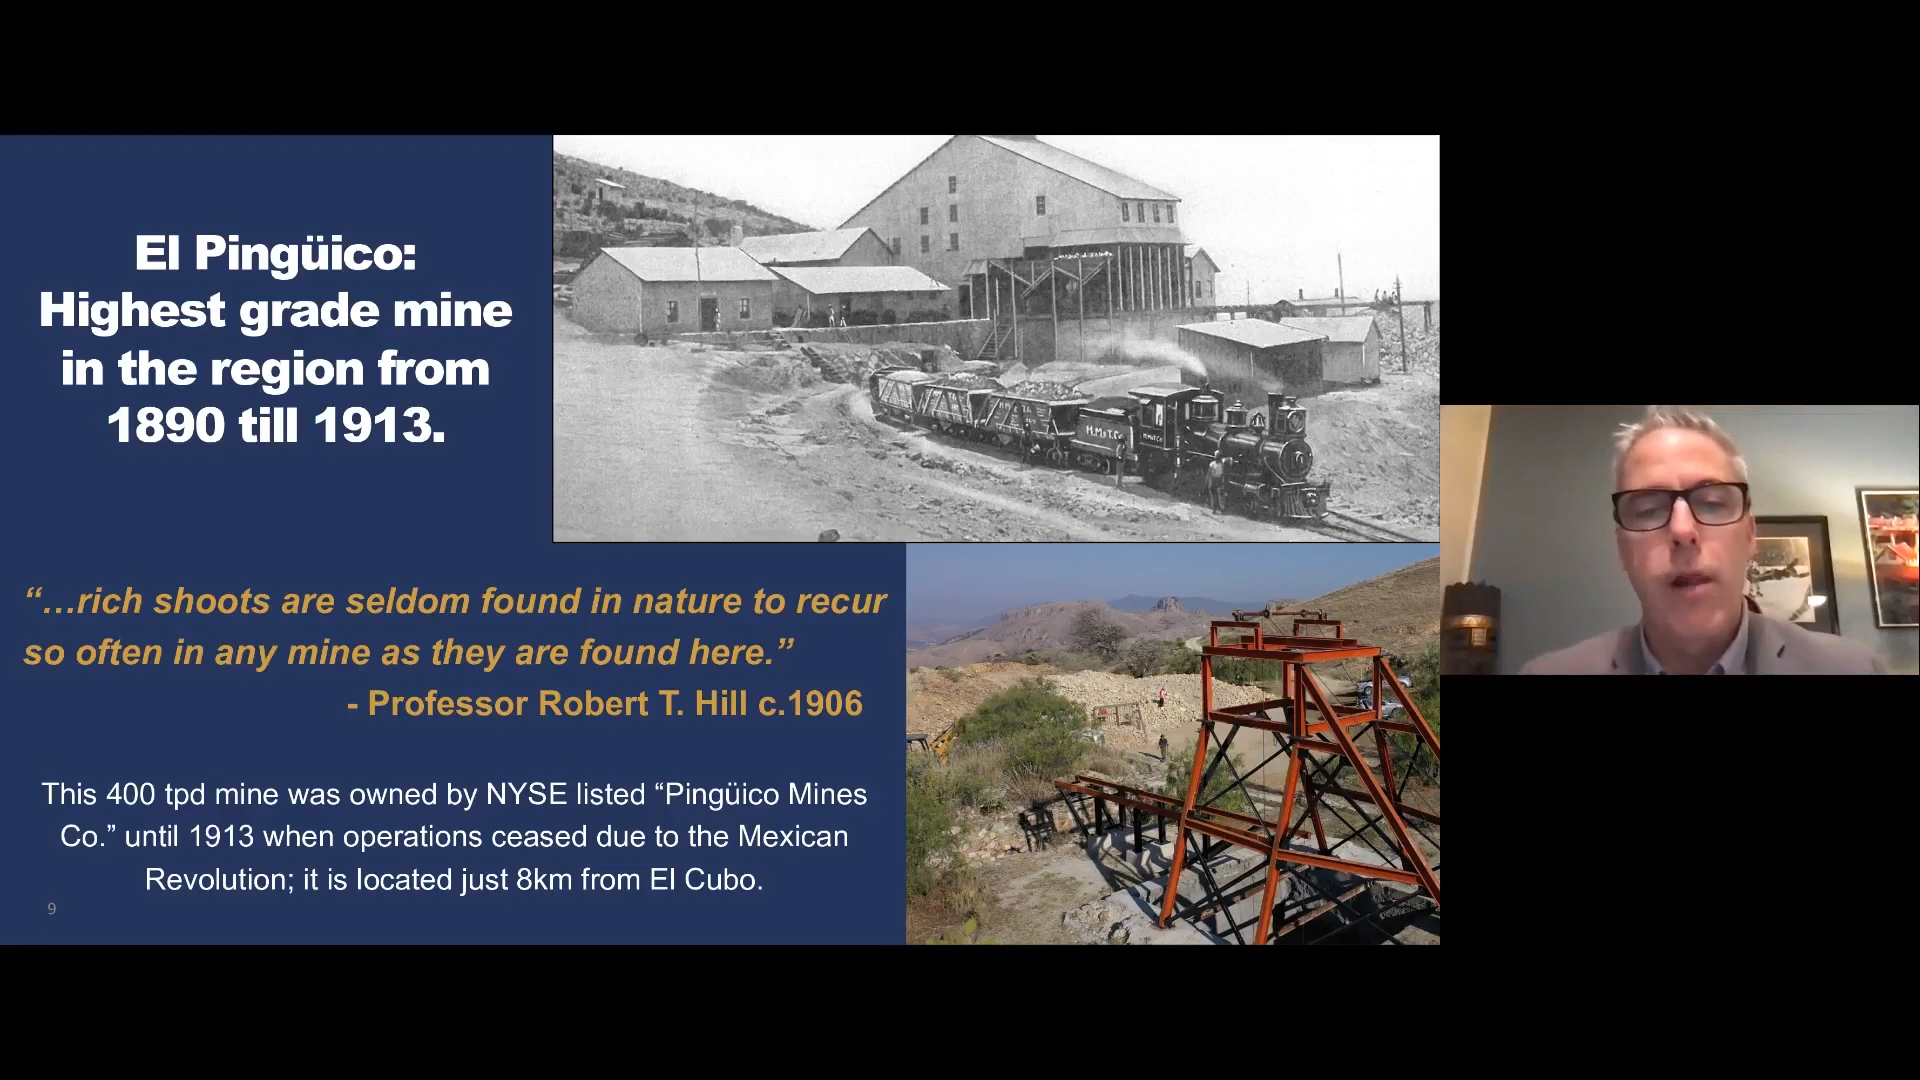 El Pingüico:
Highest grade mine
in the region from
1890 till 1913.
“…rich shoots are seldom found in nature to recur
so often in any mine as they are found here.”
- Professor Robert T. Hill c.1906
This 400 tpd mine was owned by NYSE listed “Pingüico Mines
Co.” until 1913 when operations ceased due to the Mexican
Revolution; it is located just 8km from El Cubo.
9